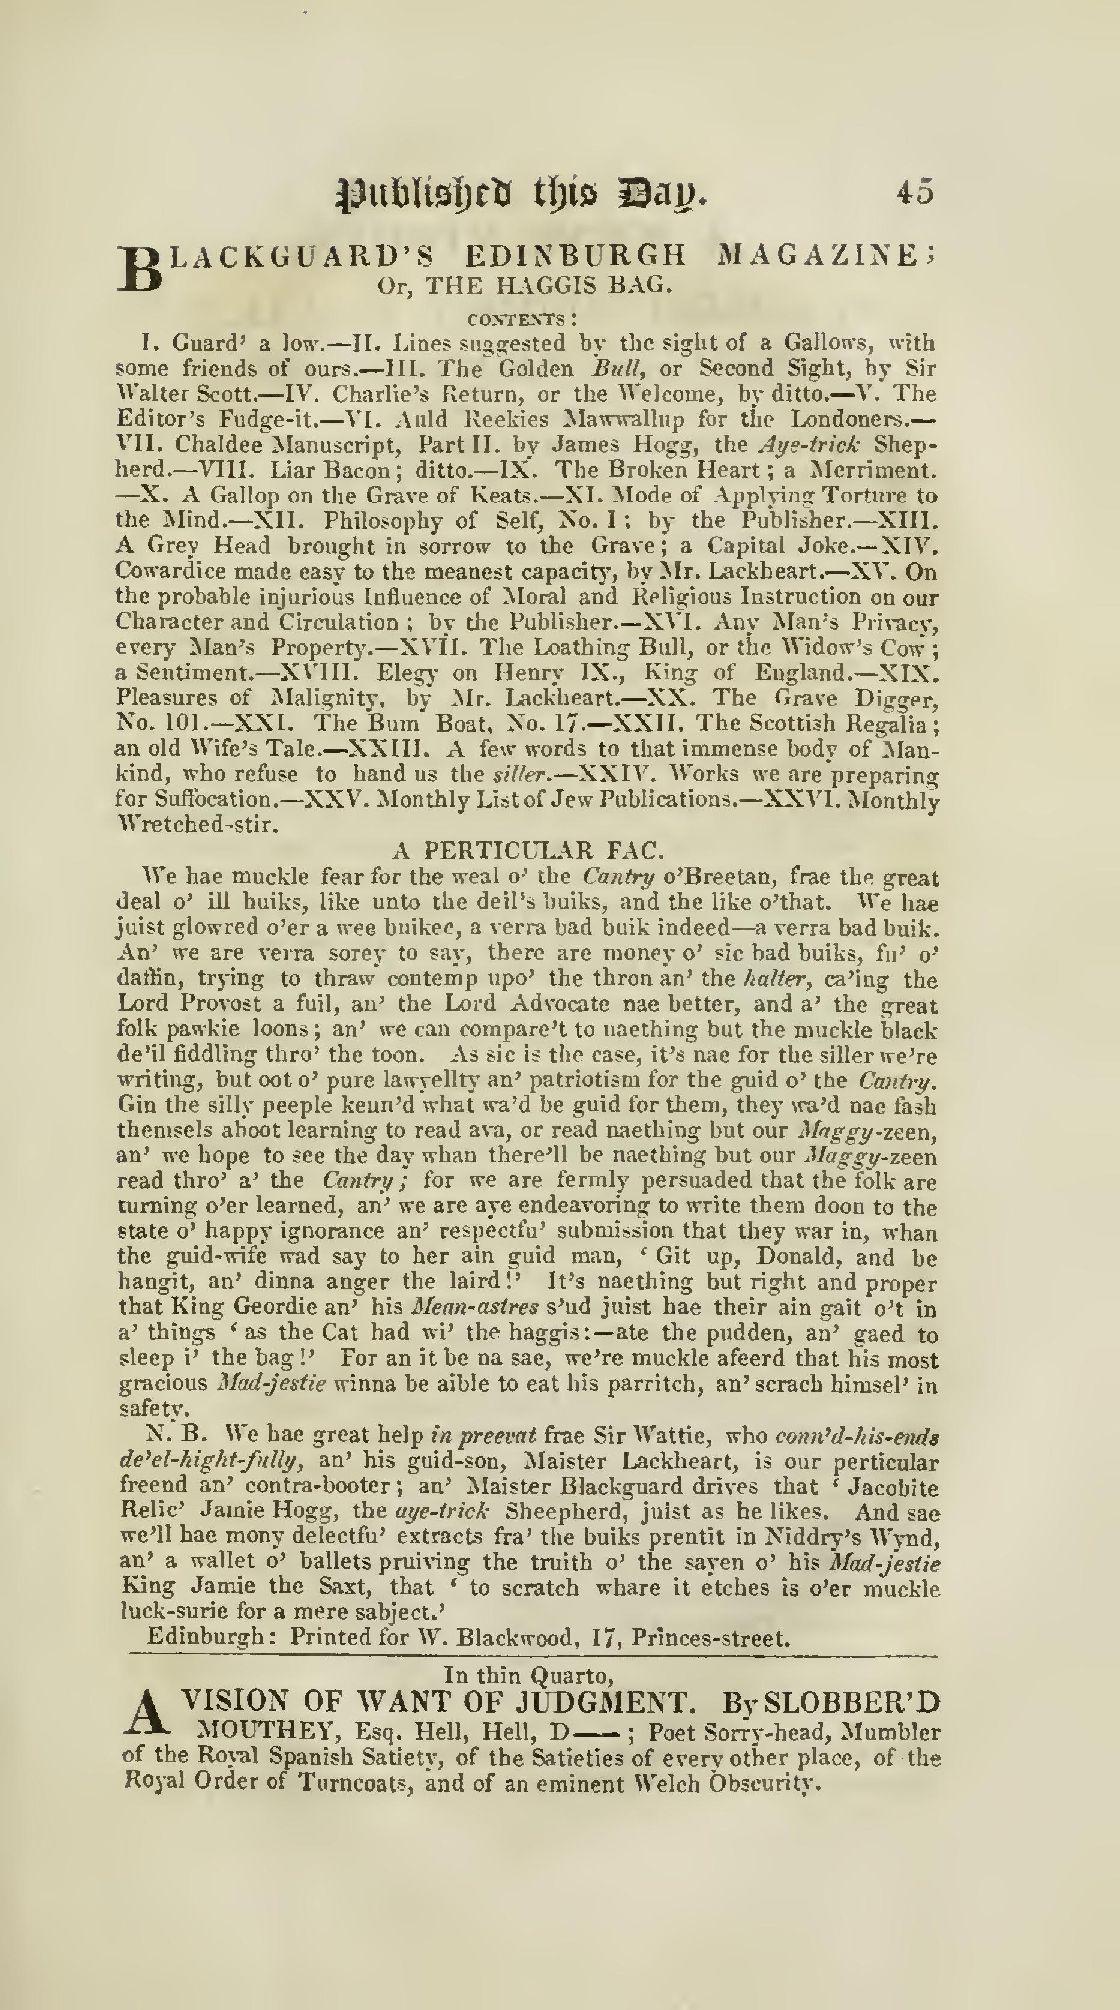 Published this Day. 45
BLACKGUARD'S EDINBURGH MAGAZINE;
Or, THE HAGGIS BAG.
CONTENTS:
I. Guard' a low.—II. Lines suggested by the sight of a Gallows, with
some friends of ours.—III. The Golden Bull, or Second Sight, by Sir
Walter Scott.—IV. Charlie's Return, or the Welcome, by ditto.—V. The
Editor's Fudge-it.—VI. Auld Reekies Mawwallup for the Londoners.—
VII. Chaldee Manuscript, Part II. by James Hogg, the Aye-trick Shep-
herd.—VIII. Liar Bacon; ditto.—IX. The Broken Heart; a Merriment.
—X. A Gallop on the Grave of Keats.—XI. Mode of Applying Torture to
the Mind.—XII. Philosophy of Self, No. I; by the Publisher.—XIII.
A Grey Head brought in sorrow to the Grave; a Capital Joke.—XIV.
Cowardice made easy to the meanest capacity, by Mr. Lackheart.—XV. On
the probable injurious Influence of Moral and Religious Instruction on our
Character and Circulation; by the Publisher.—XVI. Any Man's Privacy,
every Man's Property.—XVII. The Loathing Bull, or the Widow's Cow;
a Sentiment.—XVIII. Elegy on Henry IX., King of England.—XIX.
Pleasures of Malignity, by Mr. Lackheart.—XX. The Grave Digger,
No. 101.—XXI. The Bum Boat, No. 17.—XXII. The Scottish Regalia;
an old Wife's Tale.—XXIII. A few words to that immense body of Man-
kind, who refuse to hand us the siller.—XXIV. Works we are preparing
for Suffocation.—XXV. Monthly List of Jew Publications.—XXVI. Monthly
Wretched-stir.
A PERTICULAR FAC.
We hae muckle fear for the weal o' the Cantry o'Breetan, frae the great
deal o' ill buiks, like unto the deil's buiks, and the like o'that. We hae
juist glowred o'er a wee buikee, a verra bad buik indeed—a verra bad buik.
An' we are verra sorey to say, there are money o' sic bad buiks, fu' o'
daffin, trying to thraw contemp upo' the thron an' the halter, ca'ing the
Lord Provost a fuil, an' the Lord Advocate nae better, and a' the great
folk pawkie loons; an' we can compare't to naething but the muckle black
de'il fiddling thro' the toon. As sic is the case, it's nae for the siller we're
writing, but oot o' pure lawyellty an' patriotism for the guid o' the Cantry.
Gin the silly peeple keun'd what wa'd be guid for them, they wa'd nae fash
themsels aboot learning to read ava, or read naething but our Maggy-zeen,
an' we hope to see the day whan there'll be naething but our Maggy-zeen
read thro' a' the Cantry; for we are fermly persuaded that the folk are
turning o'er learned, an' we are aye endeavoring to write them doon to the
state o' happy ignorance an' respectfu' submission that they war in, whan
the guid-wife wad say to her ain guid man, 'Git up, Donald, and be
hangit, an' dinna anger the laird!' It's naething but right and proper
that King Geordie an' his Mean-astres s'ud juist hae their ain gait o't in
a' things 'as the Cat had wi' the haggis:—ate the pudden, an' gaed to
sleep i' the bag!' For an it be na sae, we're muckle afeerd that his most
gracious Mad-jestie winna be aible to eat his parritch, an' scrach himsel' in
safety.
N. B. We hae great help in preevat frae Sir Wattie, who conn'd-his-ends
de'el-hight-fully, an' his guid-son, Maister Lackheart, is our perticular
freend an' contra-booter; an' Maister Blackguard drives that 'Jacobite
Relic' Jamie Hogg, the aye-trick Sheepherd, juist as he likes. And sae
we'll hae mony delectfu' extracts fra' the buiks prentit in Niddry's Wynd,
an' a wallet o' ballets pruiving the truith o' the sayen o' his Mad-jestie
King Jamie the Saxt, that 'to scratch whare it etches is o'er muckle
luck-surie for a mere sabject.'
Edinburgh: Printed for W. Blackwood, 17, Princes-street.
In thin Quarto,
A VISION OF WANT OF JUDGMENT. By SLOBBER'D
MOUTHEY, Esq. Hell, Hell, D——; Poet Sorry-head, Mumbler
of the Royal Spanish Satiety, of the Satieties of every other place, of the
Royal Order of Turncoats, and of an eminent Welch Obscurity.